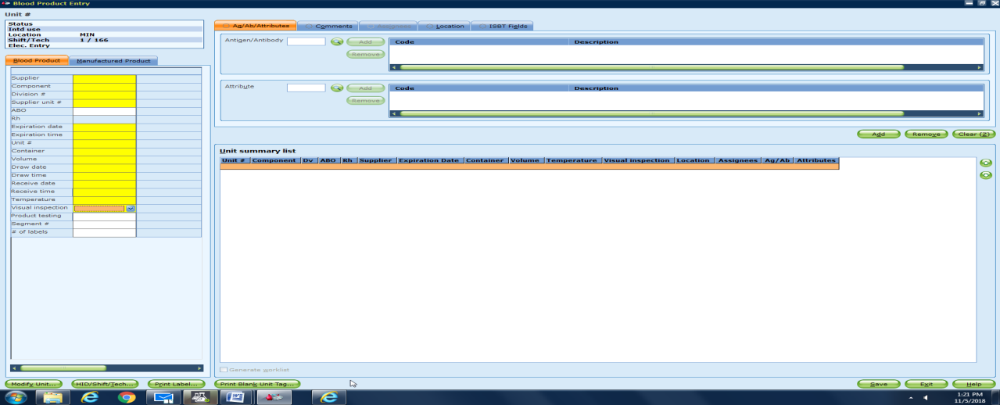 Blood Product Entry
Unit #
Status
Intd use
Location MIN
Shift/Tech 1 / 166
Elec. Entry
Blood Product Manufactured Product
Supplier
Component
Division #
Supplier unit #
ABO
Rh
Expiration date
Expiration time
Unit #
Container
Volume
Draw date
Draw time
Receive date
Receive time
Temperature
Visual inspection
Product testing
Segment #
# of labels
Modify Unit... HID/Shift/Tech... Print Label...
Ag/Ab/Attributes Comments Assignees Location ISBT Fields
Antigen/Antibody Add Code Description
Remove
Attribute Add Code Description
Remove
Add Remove Clear (Z)
Unit summary list
Unit # Component Dv ABO Rh Supplier Expiration Date Container Volume Temperature Visual inspection Location Assignees Ag/Ab Attributes
Generate worklist
Print Blank Unit Tag... Save Exit Help
1:21 PM
11/5/2018